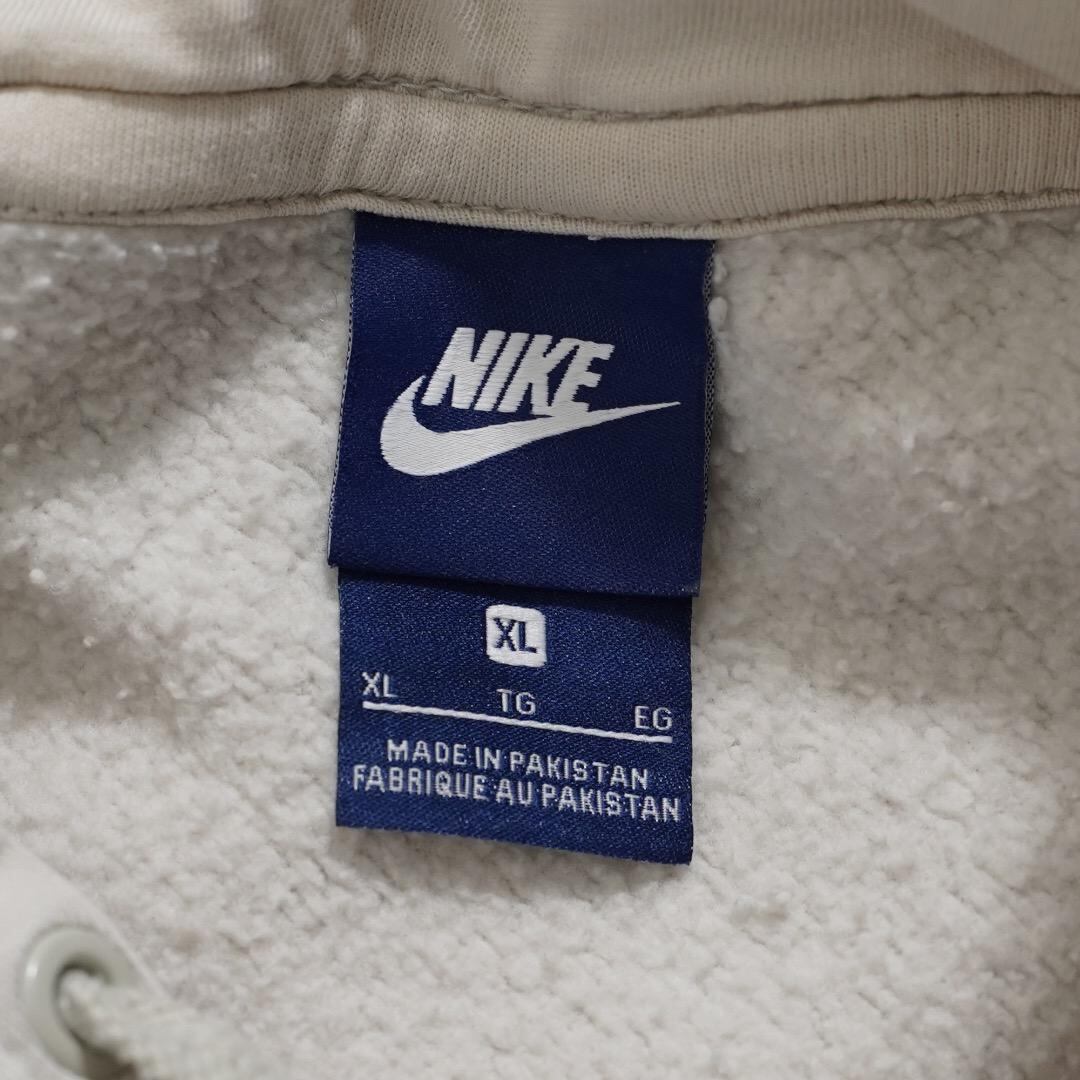 NIKE
XL
XL TG EG
MADE IN PAKISTAN
FABRIQUE AU PAKISTAN